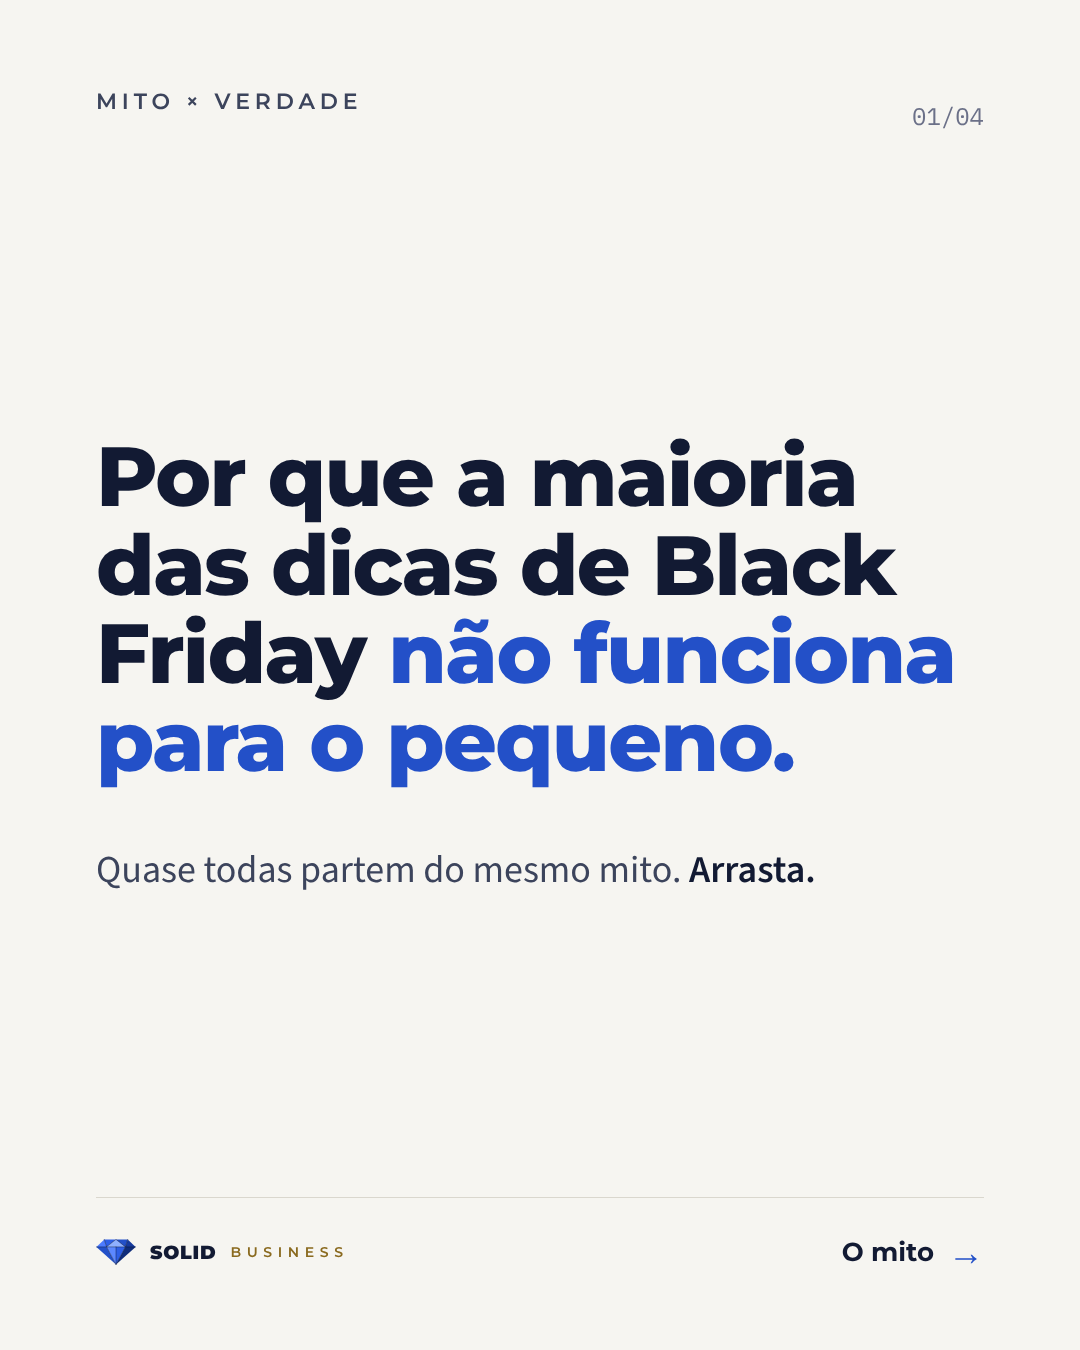 MITO × VERDADE
01/04
Por que a maioria
das dicas de Black
Friday não funciona
para o pequeno.
Quase todas partem do mesmo mito. Arrasta.
SOLID BUSINESS
O mito →